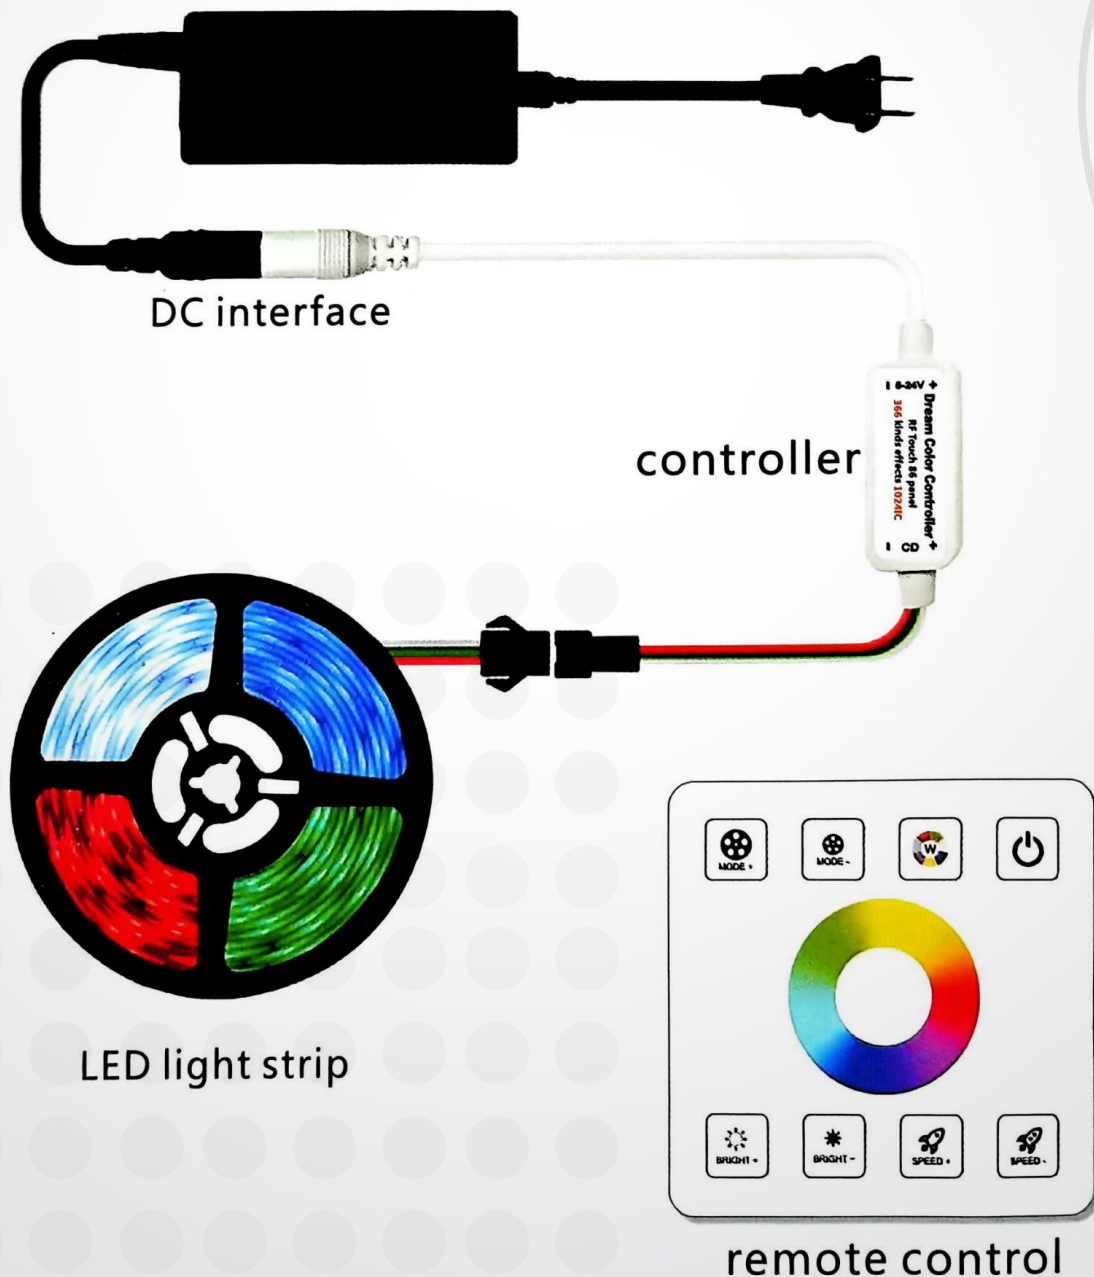 DC interface
- 5-24V +
Dream Color Controller
RF Touch 86 panel
366 kinds effects 1024IC
- CD +
controller
LED light strip
MODE +
MODE -
W
BRIGHT +
BRIGHT -
SPEED +
SPEED -
remote control